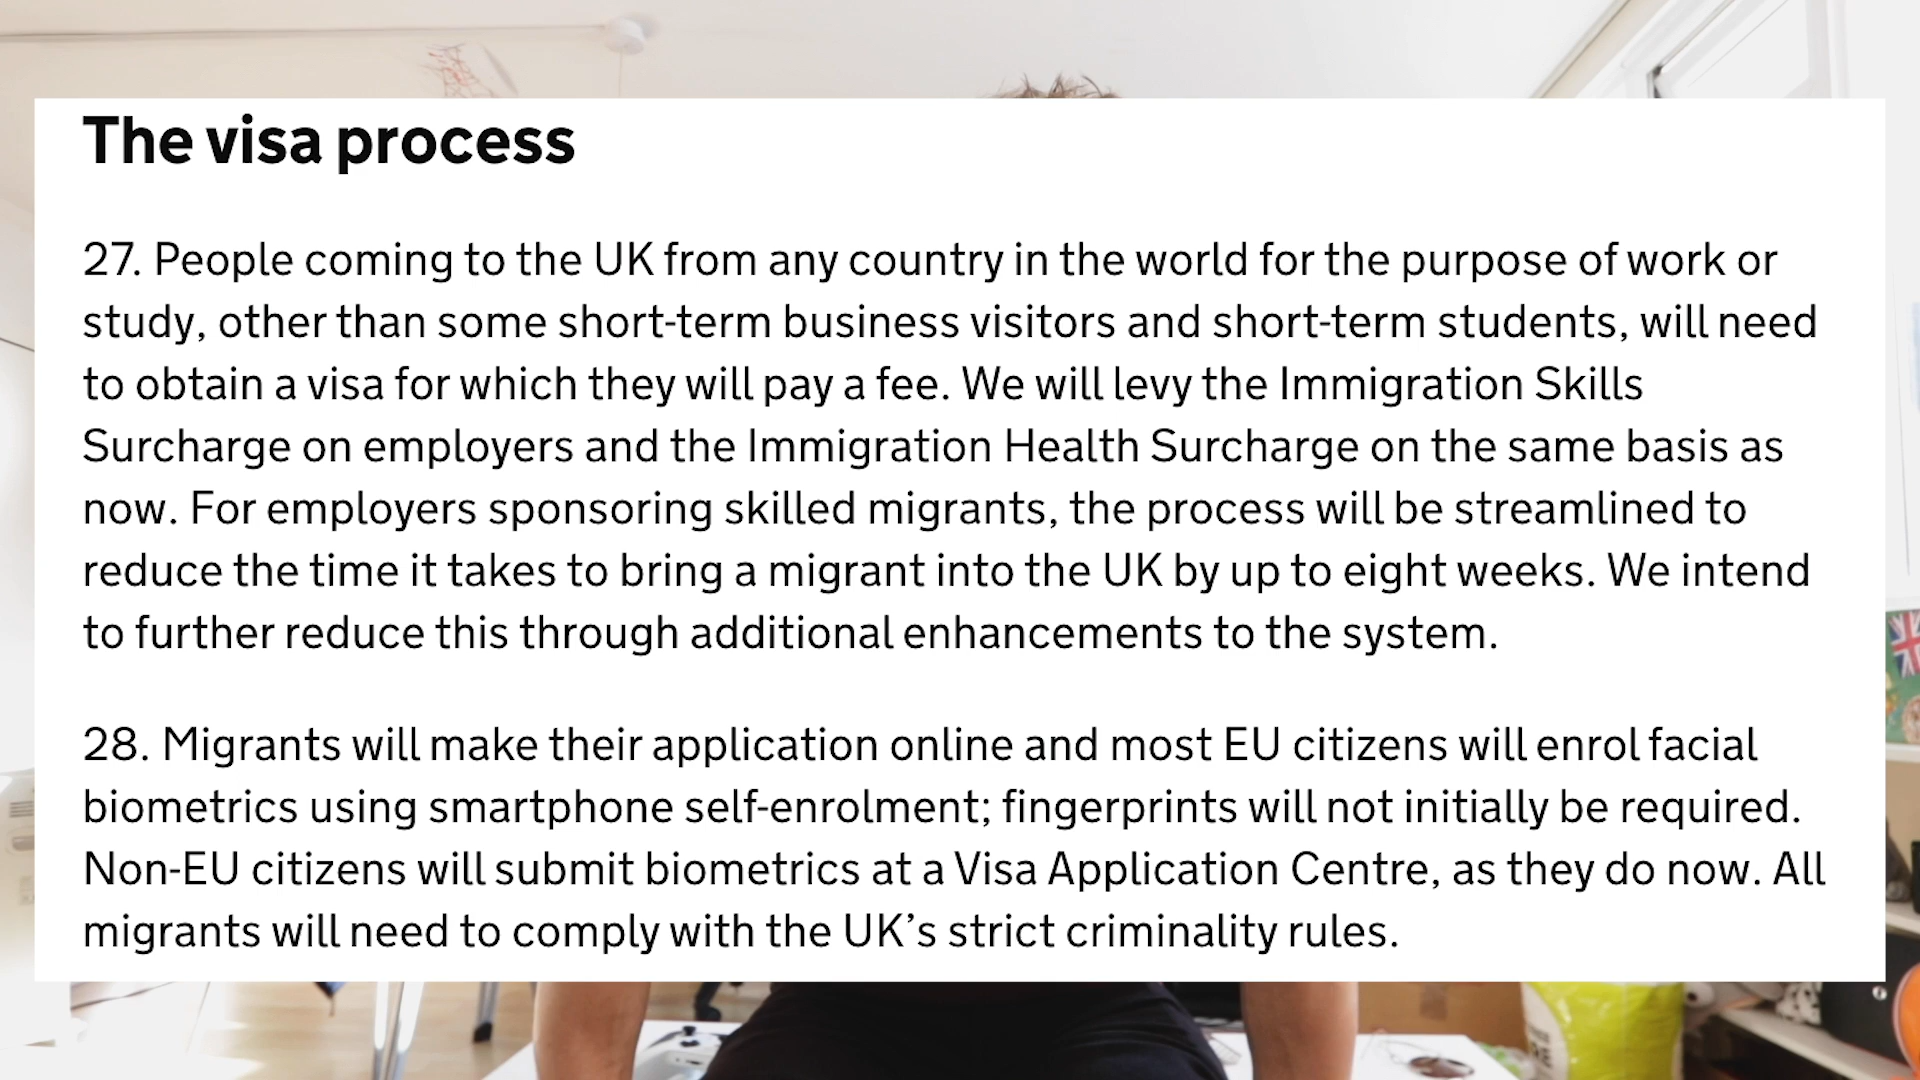 The visa process
27. People coming to the UK from any country in the world for the purpose of work or
study, other than some short-term business visitors and short-term students, will need
to obtain a visa for which they will pay a fee. We will levy the Immigration Skills
Surcharge on employers and the Immigration Health Surcharge on the same basis as
now. For employers sponsoring skilled migrants, the process will be streamlined to
reduce the time it takes to bring a migrant into the UK by up to eight weeks. We intend
to further reduce this through additional enhancements to the system.
28. Migrants will make their application online and most EU citizens will enrol facial
biometrics using smartphone self-enrolment; fingerprints will not initially be required.
Non-EU citizens will submit biometrics at a Visa Application Centre, as they do now. All
migrants will need to comply with the UK’s strict criminality rules.